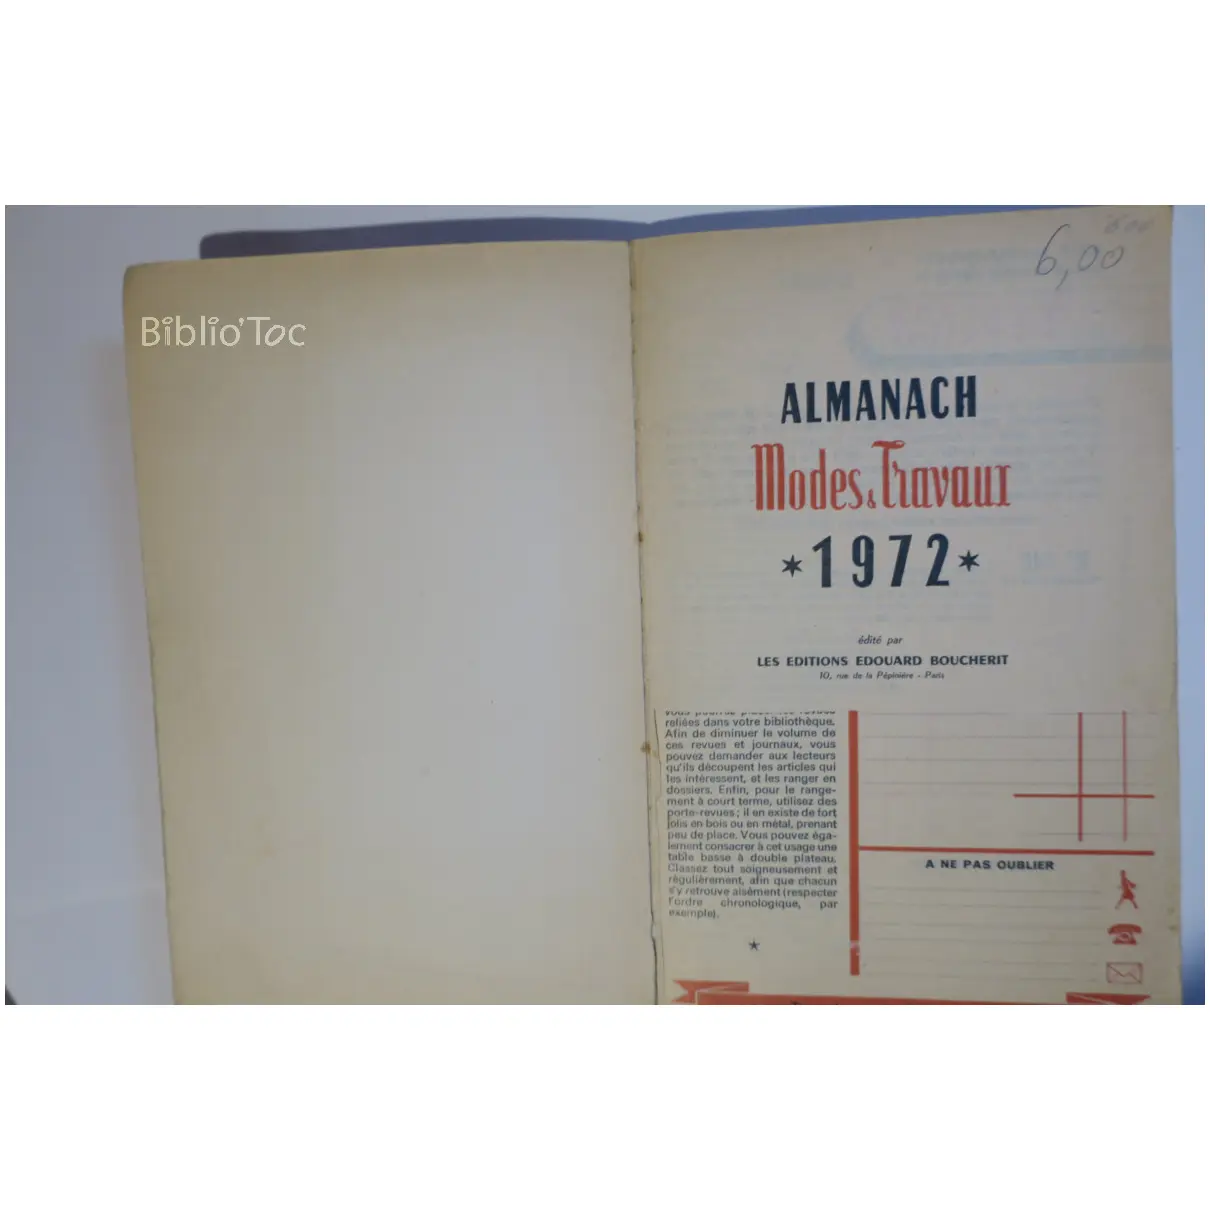 Biblio'Toc
6,00
ALMANACH
Modes & Travaux
*1972*
édité par
LES EDITIONS EDOUARD BOUCHERIT
10, rue de la Pépinière - Paris
reliées dans votre bibliothèque.
Afin de diminuer le volume de
ces revues et journaux, vous
pouvez demander aux lecteurs
qu'ils découpent les articles qui
les intéressent, et les ranger en
dossiers. Enfin, pour le range-
ment à court terme, utilisez des
porte-revues ; il en existe de fort
jolis en bois ou en métal, prenant
peu de place. Vous pouvez éga-
lement consacrer à cet usage une
table basse à double plateau.
Classez tout soigneusement et
régulièrement, afin que chacun
s'y retrouve aisément (respecter
l'ordre chronologique, par
exemple).
*
A NE PAS OUBLIER